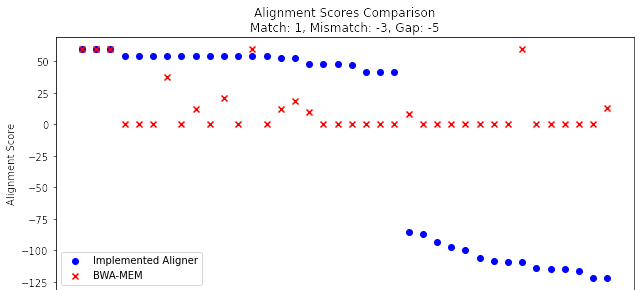 Alignment Scores Comparison
Match: 1, Mismatch: -3, Gap: -5
Alignment Score
50
25
0
−25
−50
−75
−100
−125
Implemented Aligner
BWA-MEM